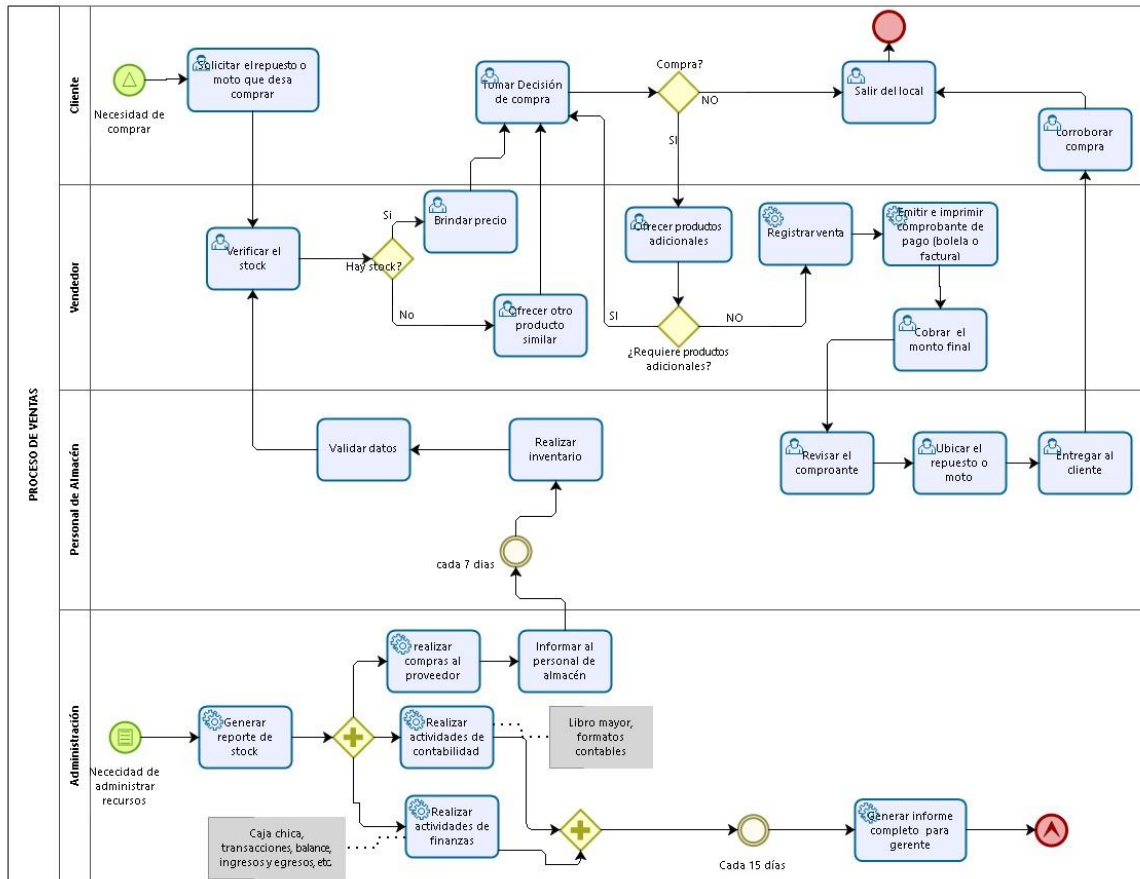 PROCESO DE VENTAS
Cliente
Necesidad de
comprar
Solicitar el repuesto o
moto que desa
comprar
Tomar Decisión
de compra
Compra?
NO
SI
Salir del local
Corroborar
compra
Vendedor
Verificar el
stock
Hay stock?
Si
Brindar precio
No
Ofrecer otro
producto
similar
Ofrecer productos
adicionales
SI
NO
¿Requiere productos
adicionales?
Registrar venta
Emitir e imprimir
comprobante de
pago (bolela o
factural)
Cobrar el
monto final
Personal de Almacén
Validar datos
Realizar
inventario
cada 7 dias
Revisar el
comproante
Ubicar el
repuesto o
moto
Entregar al
cliente
Administración
Nececidad de
administrar
recursos
Generar
reporte de
stock
realizar
compras al
proveedor
Informar al
personal de
almacén
Realizar
actividades de
contabilidad
Libro mayor,
formatos
contables
Realizar
actividades de
finanzas
Caja chica,
transacciones, balance,
ingresos y egresos, etc.
Cada 15 días
Generar informe
completo para
gerente